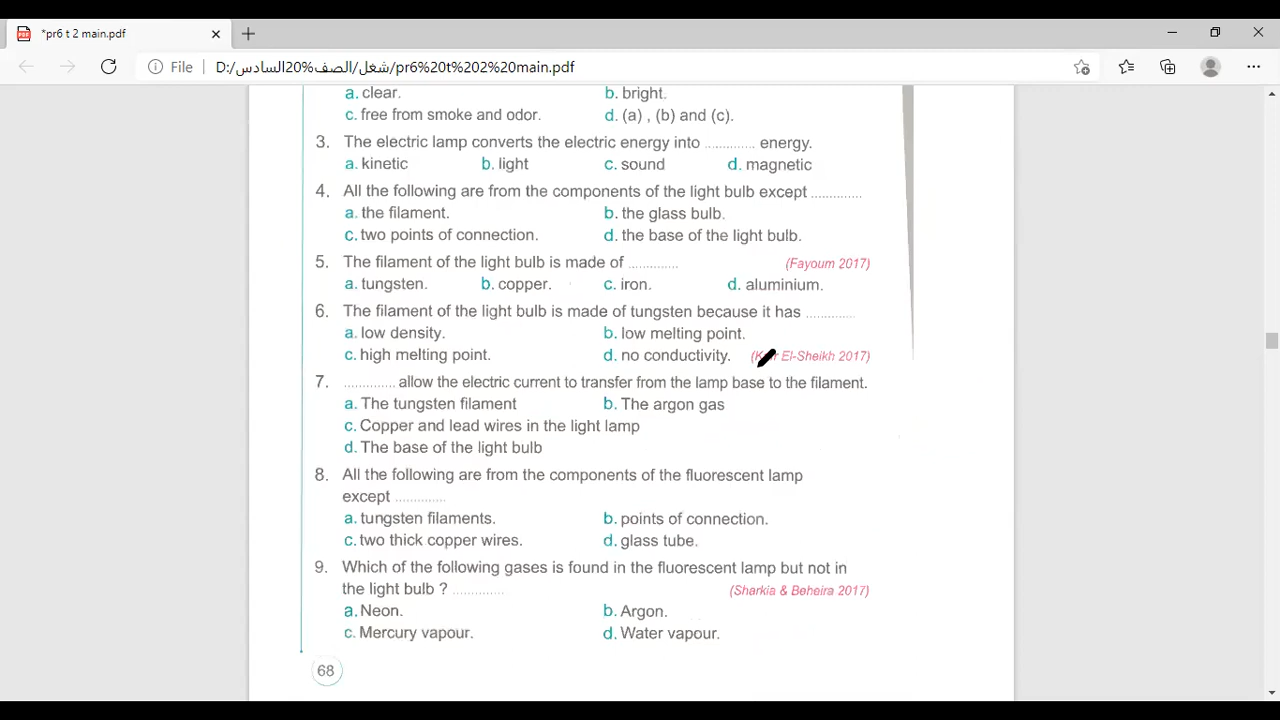 *pr6 t 2 main.pdf
File D:/شغل/الصف%20السادس/pr6%20t%202%20main.pdf
a. clear. b. bright.
c. free from smoke and odor. d. (a) , (b) and (c).
3. The electric lamp converts the electric energy into .............. energy.
a. kinetic b. light c. sound d. magnetic
4. All the following are from the components of the light bulb except ..............
a. the filament. b. the glass bulb.
c. two points of connection. d. the base of the light bulb.
5. The filament of the light bulb is made of .............. (Fayoum 2017)
a. tungsten. b. copper. c. iron. d. aluminium.
6. The filament of the light bulb is made of tungsten because it has ..............
a. low density. b. low melting point.
c. high melting point. d. no conductivity. El-Sheikh 2017)
7. .............. allow the electric current to transfer from the lamp base to the filament.
a. The tungsten filament b. The argon gas
c. Copper and lead wires in the light lamp
d. The base of the light bulb
8. All the following are from the components of the fluorescent lamp
except ..............
a. tungsten filaments. b. points of connection.
c. two thick copper wires. d. glass tube.
9. Which of the following gases is found in the fluorescent lamp but not in
the light bulb ? .............. (Sharkia & Beheira 2017)
a. Neon. b. Argon.
c. Mercury vapour. d. Water vapour.
68